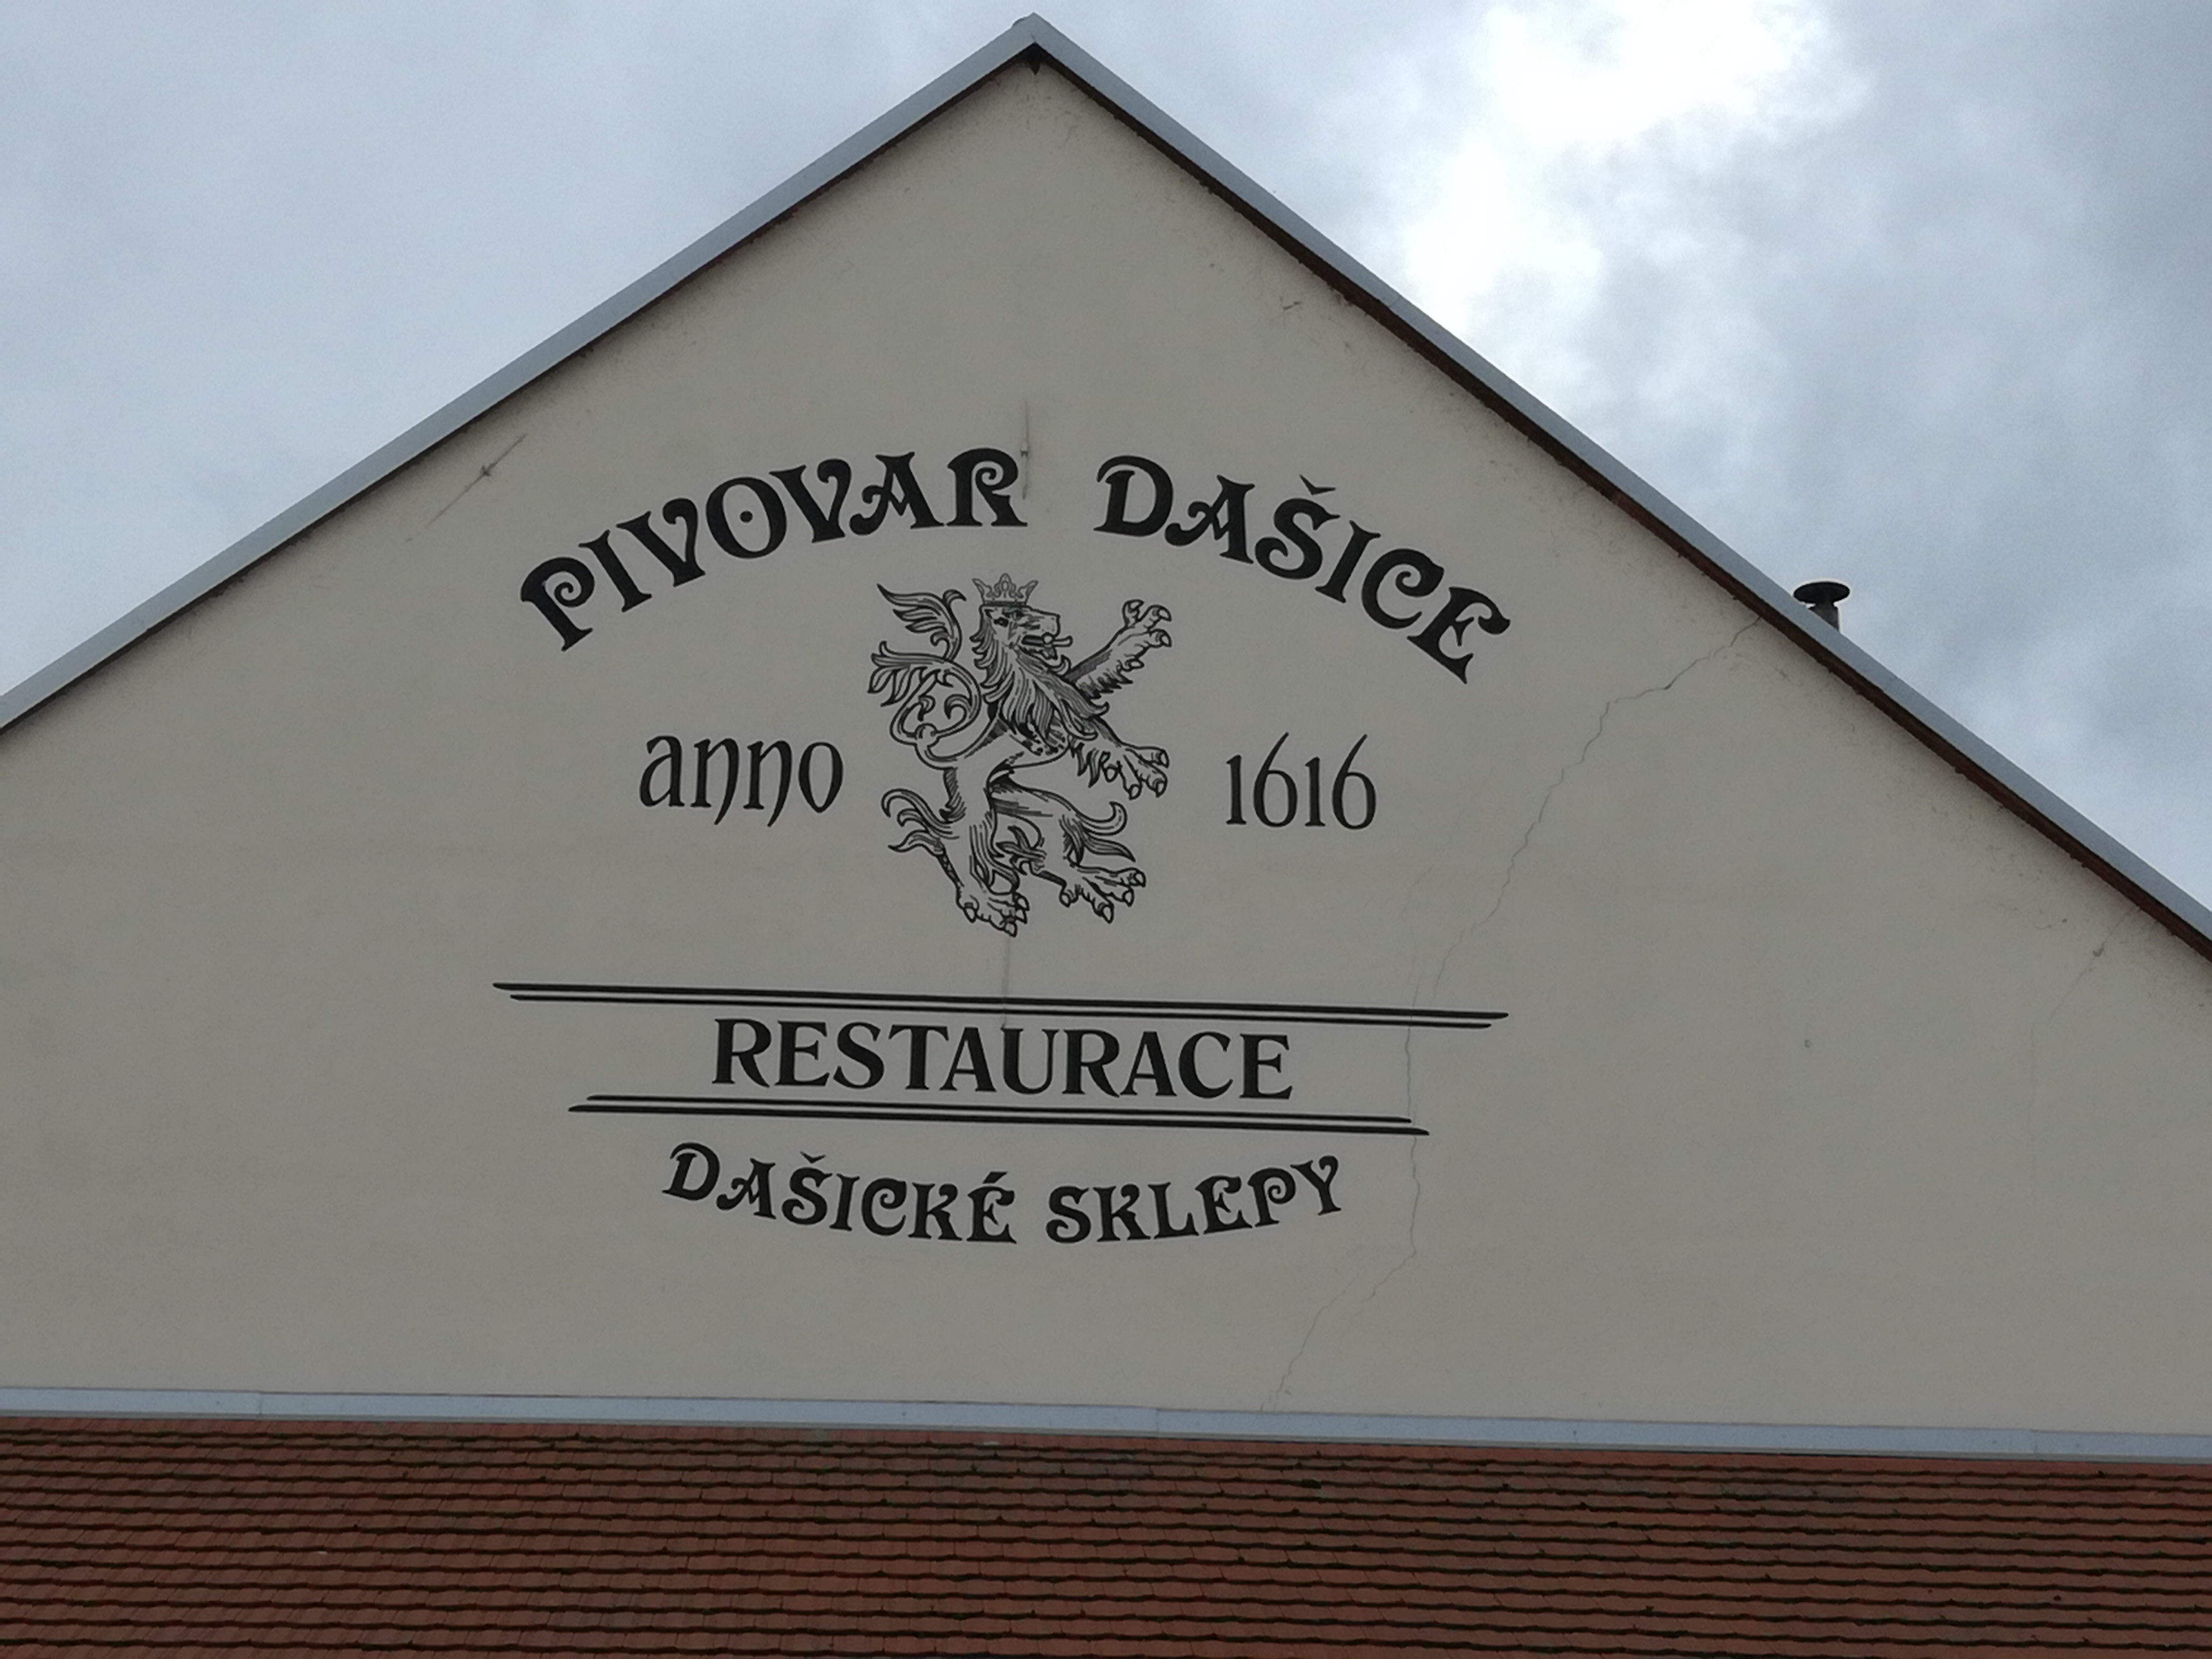 PIVOVAR DAŠICE
anno 1616
RESTAURACE
DAŠICKÉ SKLEPY